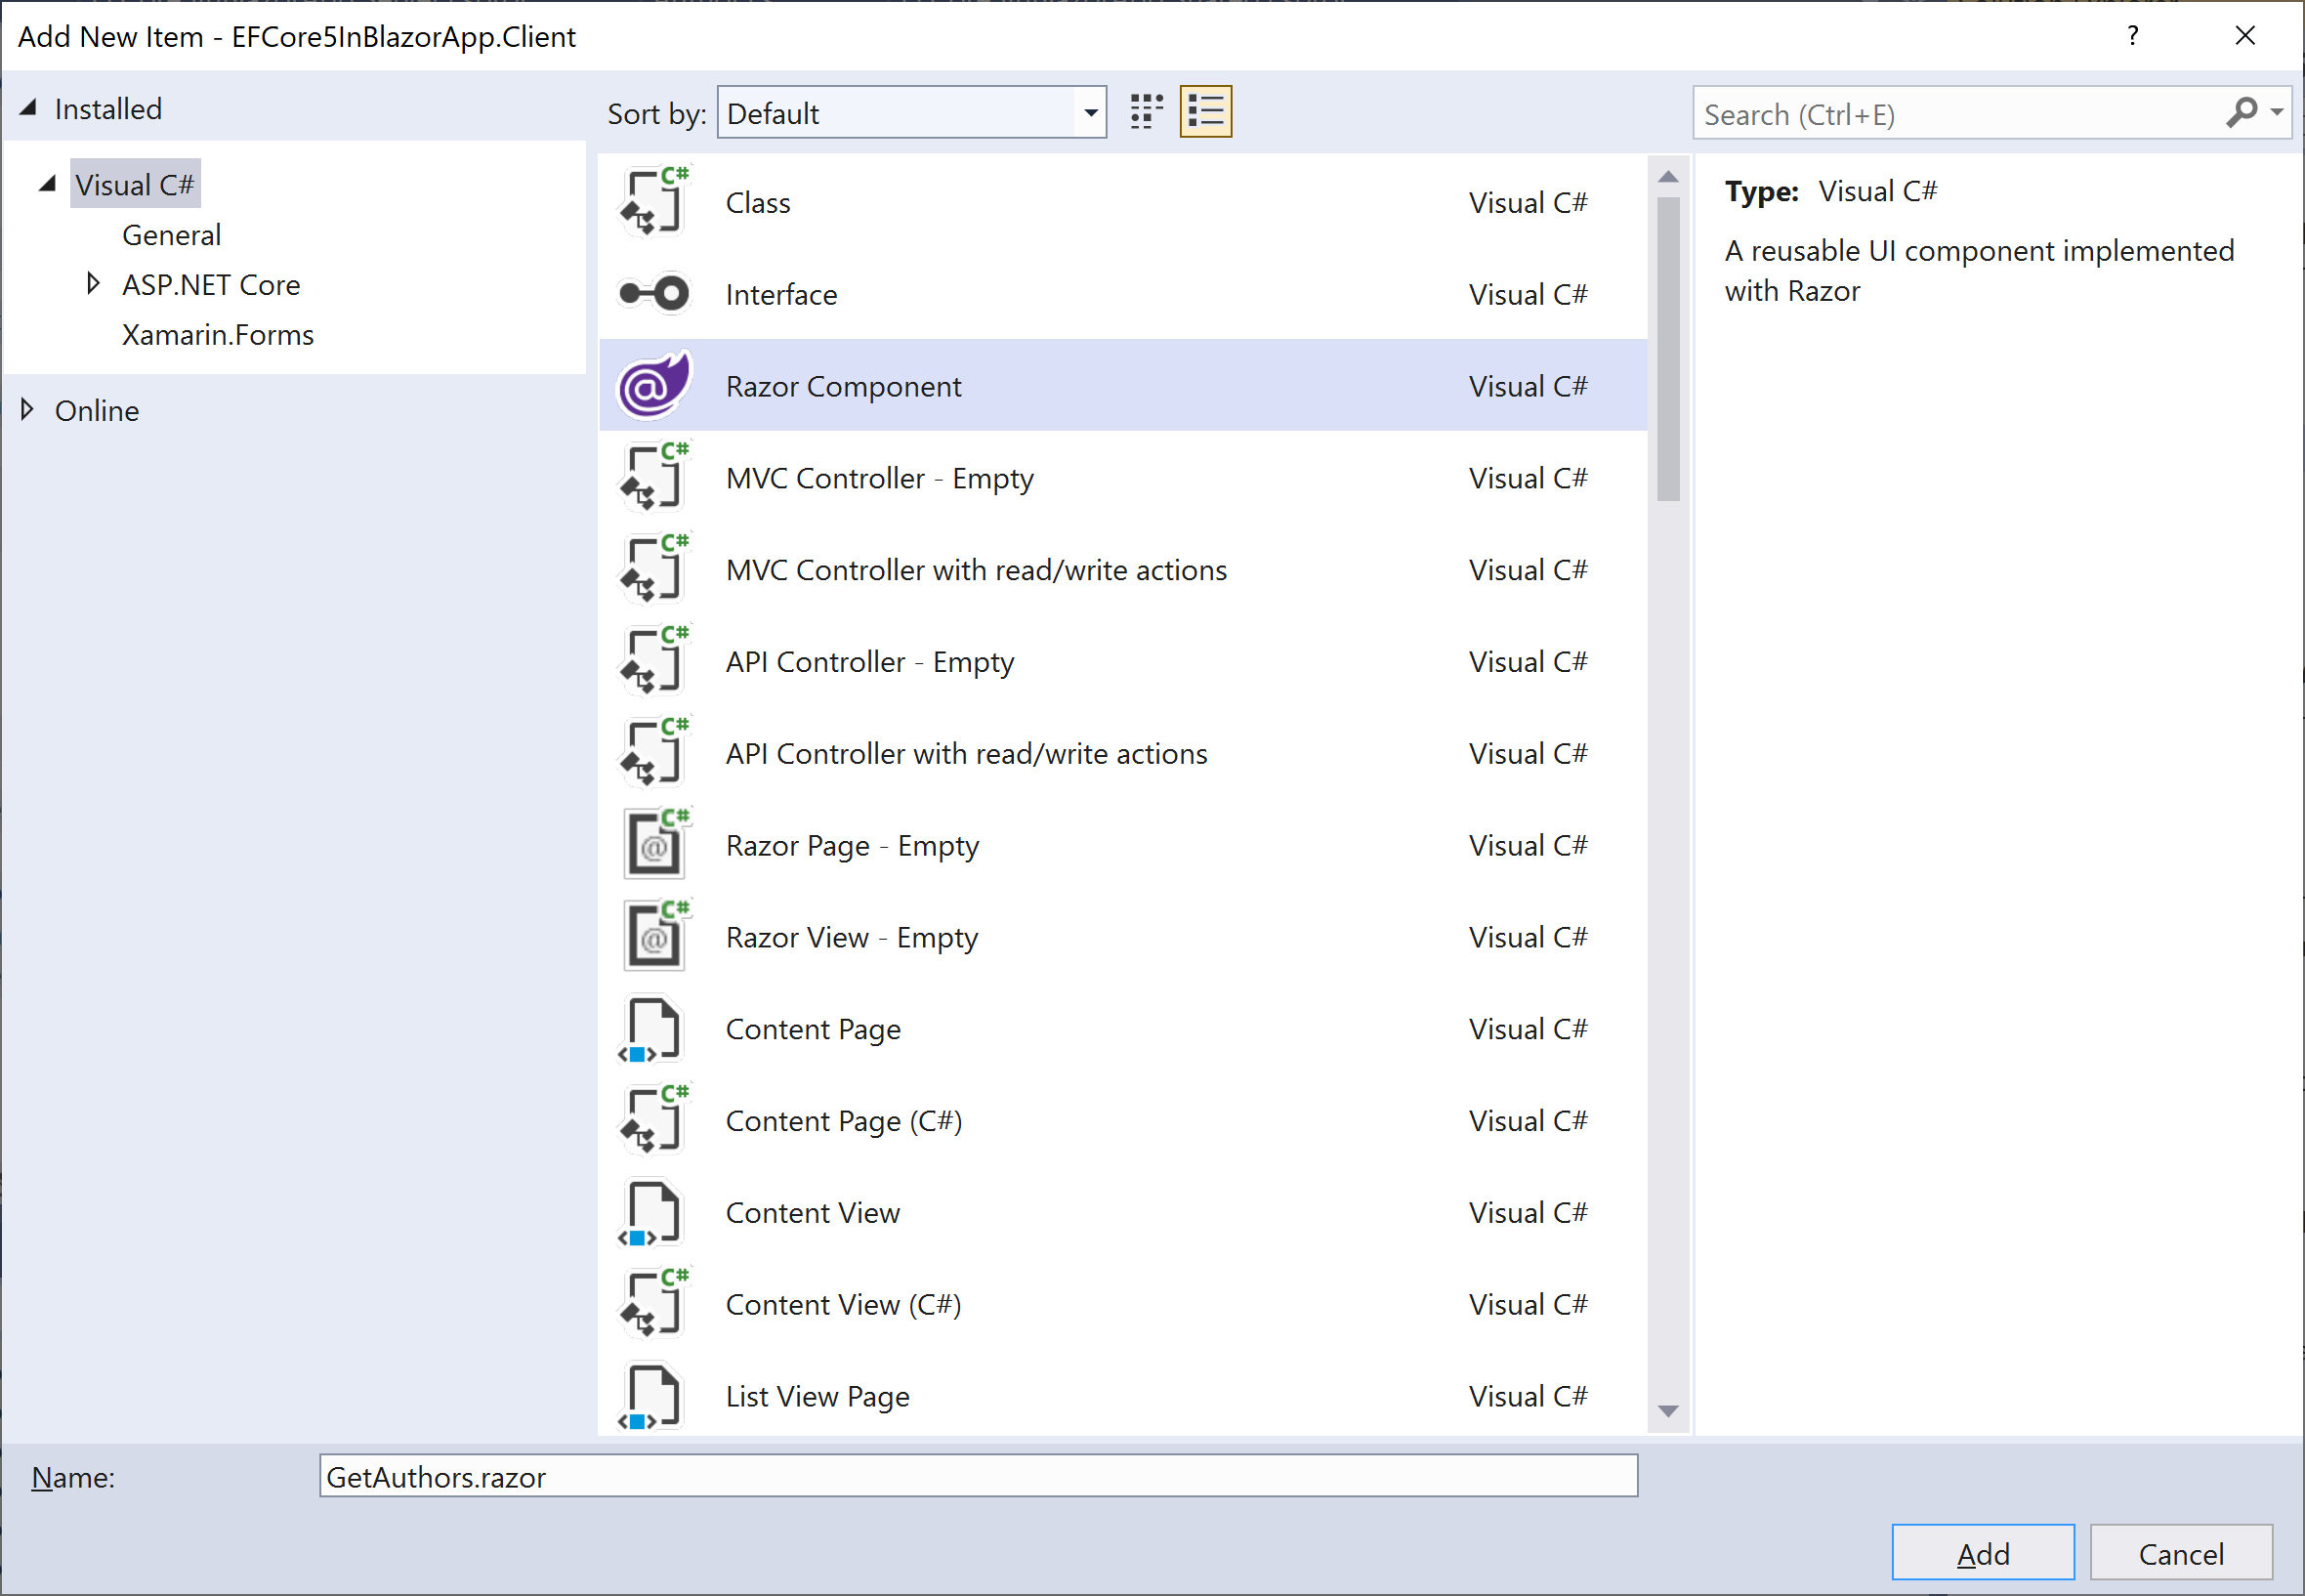 Add New Item - EFCore5InBlazorApp.Client
?
Installed
Visual C#
General
ASP.NET Core
Xamarin.Forms
Online
Sort by: Default
Search (Ctrl+E)
Class Visual C#
Interface Visual C#
Razor Component Visual C#
MVC Controller - Empty Visual C#
MVC Controller with read/write actions Visual C#
API Controller - Empty Visual C#
API Controller with read/write actions Visual C#
Razor Page - Empty Visual C#
Razor View - Empty Visual C#
Content Page Visual C#
Content Page (C#) Visual C#
Content View Visual C#
Content View (C#) Visual C#
List View Page Visual C#
Type: Visual C#
A reusable UI component implemented
with Razor
Name: GetAuthors.razor
Add Cancel